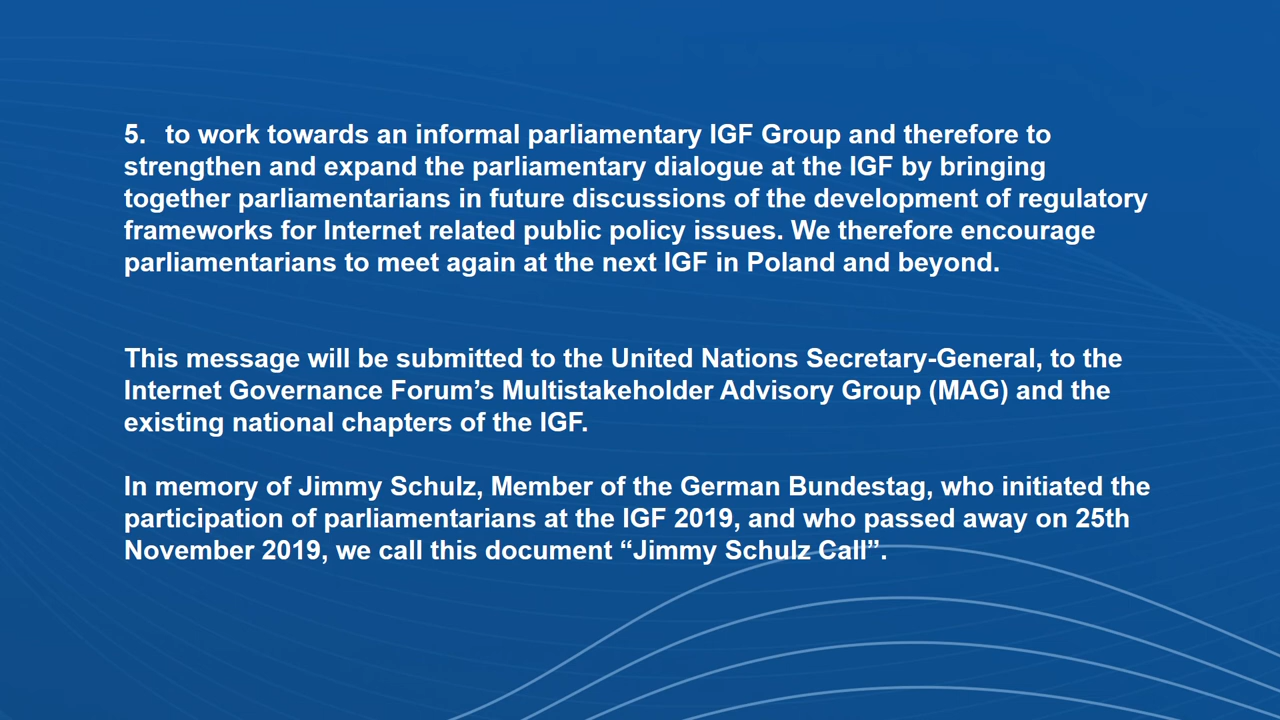 5. to work towards an informal parliamentary IGF Group and therefore to
strengthen and expand the parliamentary dialogue at the IGF by bringing
together parliamentarians in future discussions of the development of regulatory
frameworks for Internet related public policy issues. We therefore encourage
parliamentarians to meet again at the next IGF in Poland and beyond.
This message will be submitted to the United Nations Secretary-General, to the
Internet Governance Forum’s Multistakeholder Advisory Group (MAG) and the
existing national chapters of the IGF.
In memory of Jimmy Schulz, Member of the German Bundestag, who initiated the
participation of parliamentarians at the IGF 2019, and who passed away on 25th
November 2019, we call this document “Jimmy Schulz Call”.